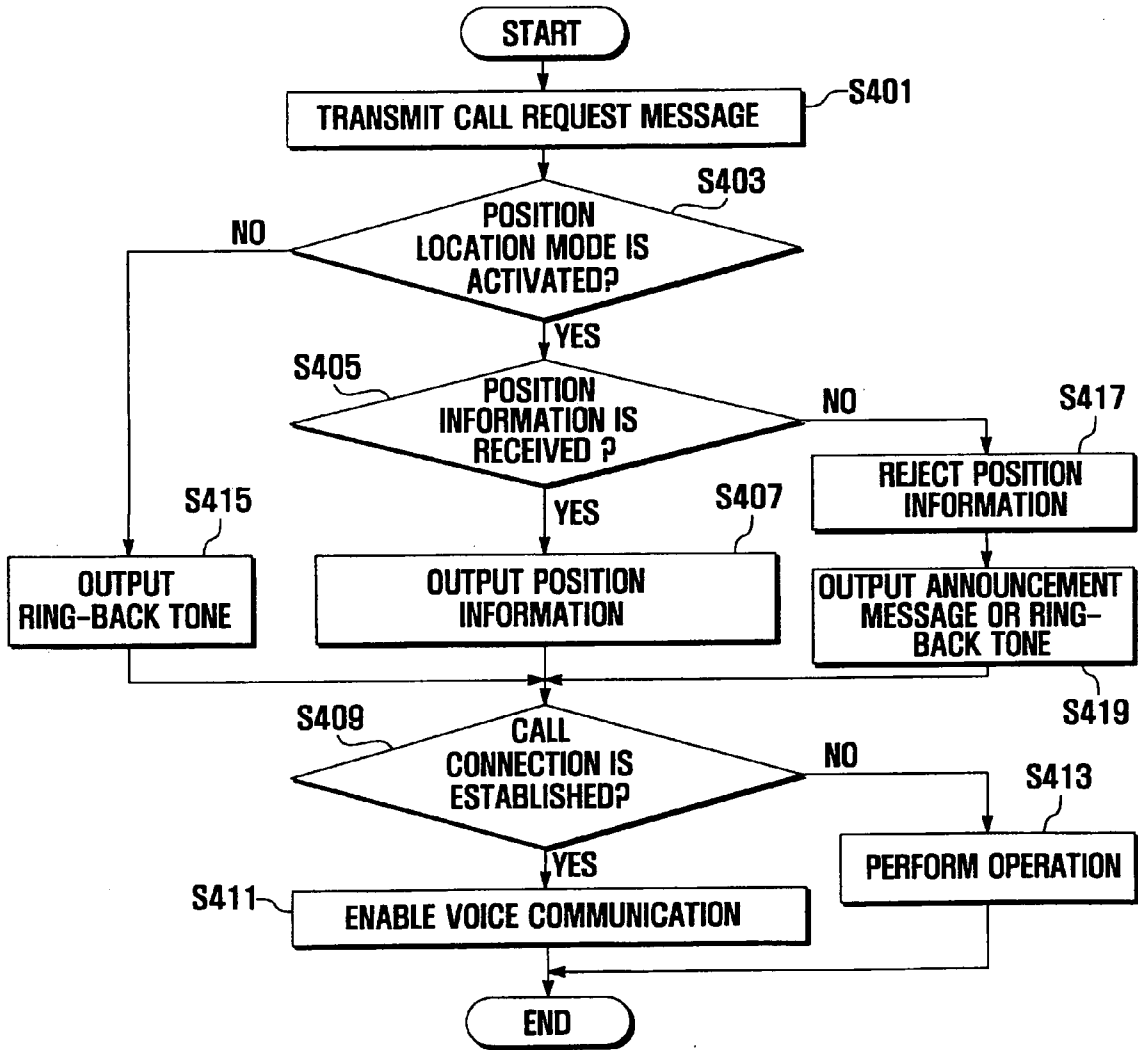 START
TRANSMIT CALL REQUEST MESSAGE
S401
S403
POSITION
LOCATION MODE IS
ACTIVATED?
NO
YES
S405
POSITION
INFORMATION IS
RECEIVED ?
NO
S417
REJECT POSITION
INFORMATION
YES
S415
OUTPUT
RING-BACK TONE
S407
OUTPUT POSITION
INFORMATION
OUTPUT ANNOUNCEMENT
MESSAGE OR RING-
BACK TONE
S419
S409
CALL
CONNECTION IS
ESTABLISHED?
NO
S413
PERFORM OPERATION
YES
S411
ENABLE VOICE COMMUNICATION
END